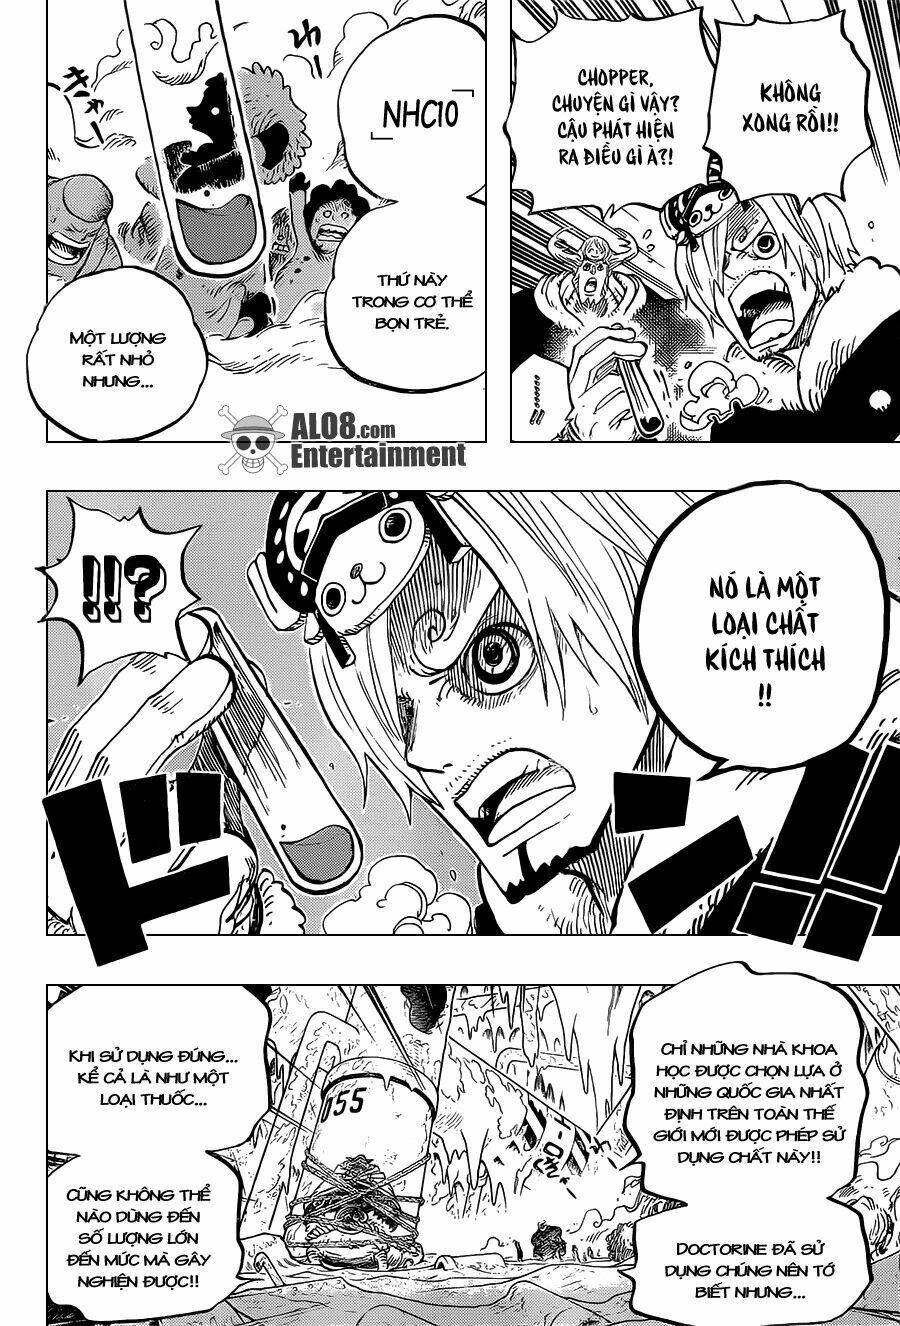 KHÔNG
XONG RỒI!!
CHOPPER,
CHUYỆN GÌ VẬY?
CẬU PHÁT HIỆN
RA ĐIỀU GÌ À?!
!!
「NHC10」
THỨ NÀY
TRONG CƠ THỂ
BỌN TRẺ.
MỘT LƯỢNG
RẤT NHỎ
NHƯNG...
AL08.com
Entertainment
NÓ LÀ MỘT
LOẠI CHẤT
KÍCH THÍCH
!!
!!?
ドーン!!
CHỈ NHỮNG NHÀ KHOA
HỌC ĐƯỢC CHỌN LỰA Ở
NHỮNG QUỐC GIA NHẤT
ĐỊNH TRÊN TOÀN THẾ
GIỚI MỚI ĐƯỢC PHÉP SỬ
DỤNG CHẤT NÀY!!
DOCTORINE ĐÃ SỬ
DỤNG CHÚNG NÊN TỚ
BIẾT NHƯNG...
055
KHI SỬ DỤNG ĐÚNG...
KỂ CẢ LÀ NHƯ MỘT
LOẠI THUỐC...
CŨNG KHÔNG THỂ
NÀO DÙNG ĐẾN
SỐ LƯỢNG LỚN
ĐẾN MỨC MÀ GÂY
NGHIỆN ĐƯỢC!!